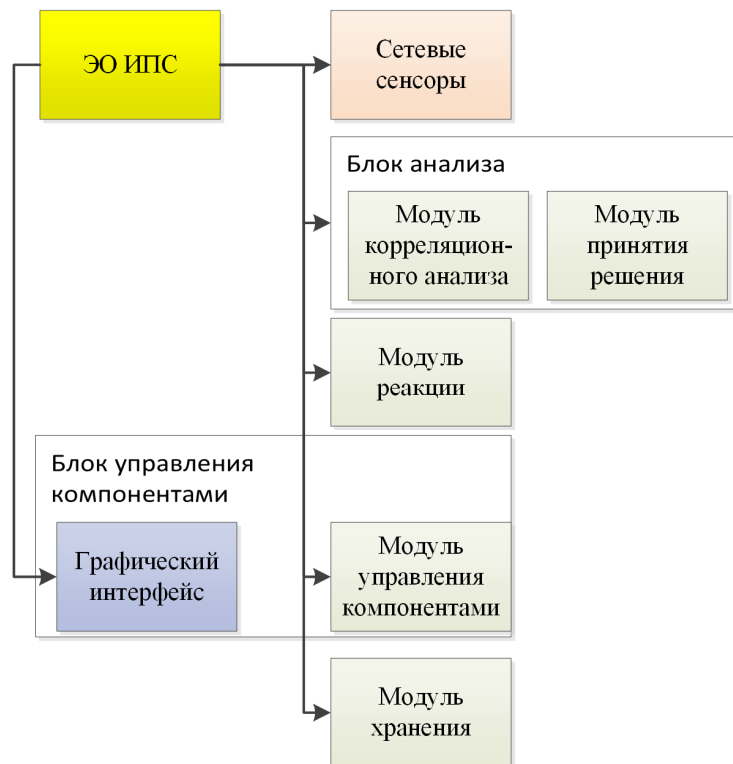 ЭО ИПС
Сетевые
сенсоры
Блок анализа
Модуль
корреляцион-
ного анализа
Модуль
принятия
решения
Модуль
реакции
Блок управления
компонентами
Графический
интерфейс
Модуль
управления
компонентами
Модуль
хранения